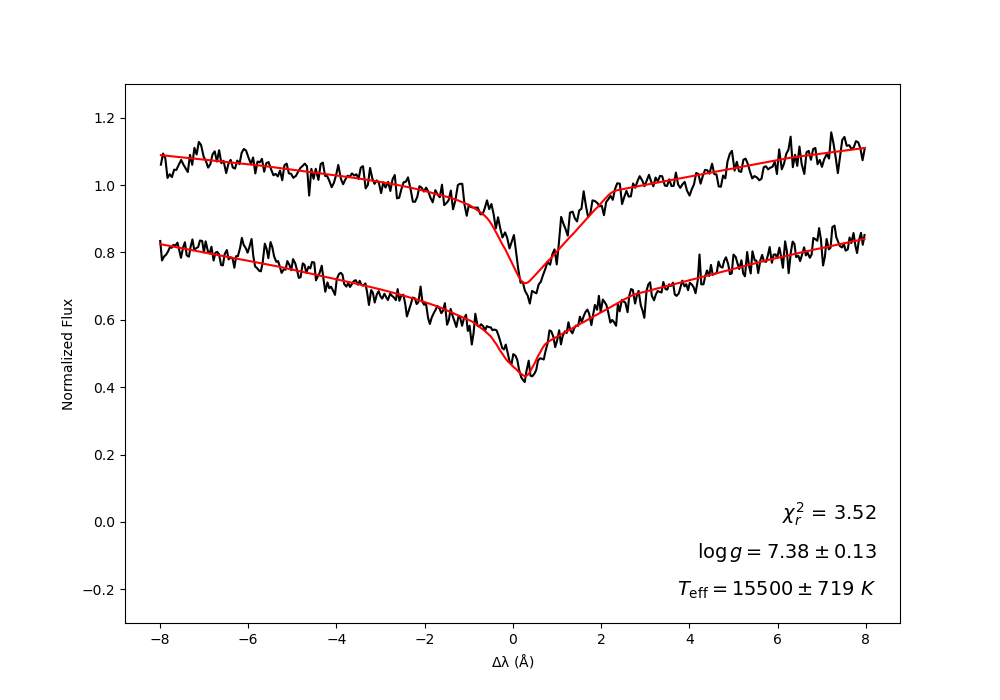 1.2
1.0
0.8
0.6
0.4
0.2
0.0
−0.2
Normalized Flux
χ²ᵣ = 3.52
log g = 7.38 ± 0.13
T_eff = 15500 ± 719 K
−8 −6 −4 −2 0 2 4 6 8
Δλ (Å)